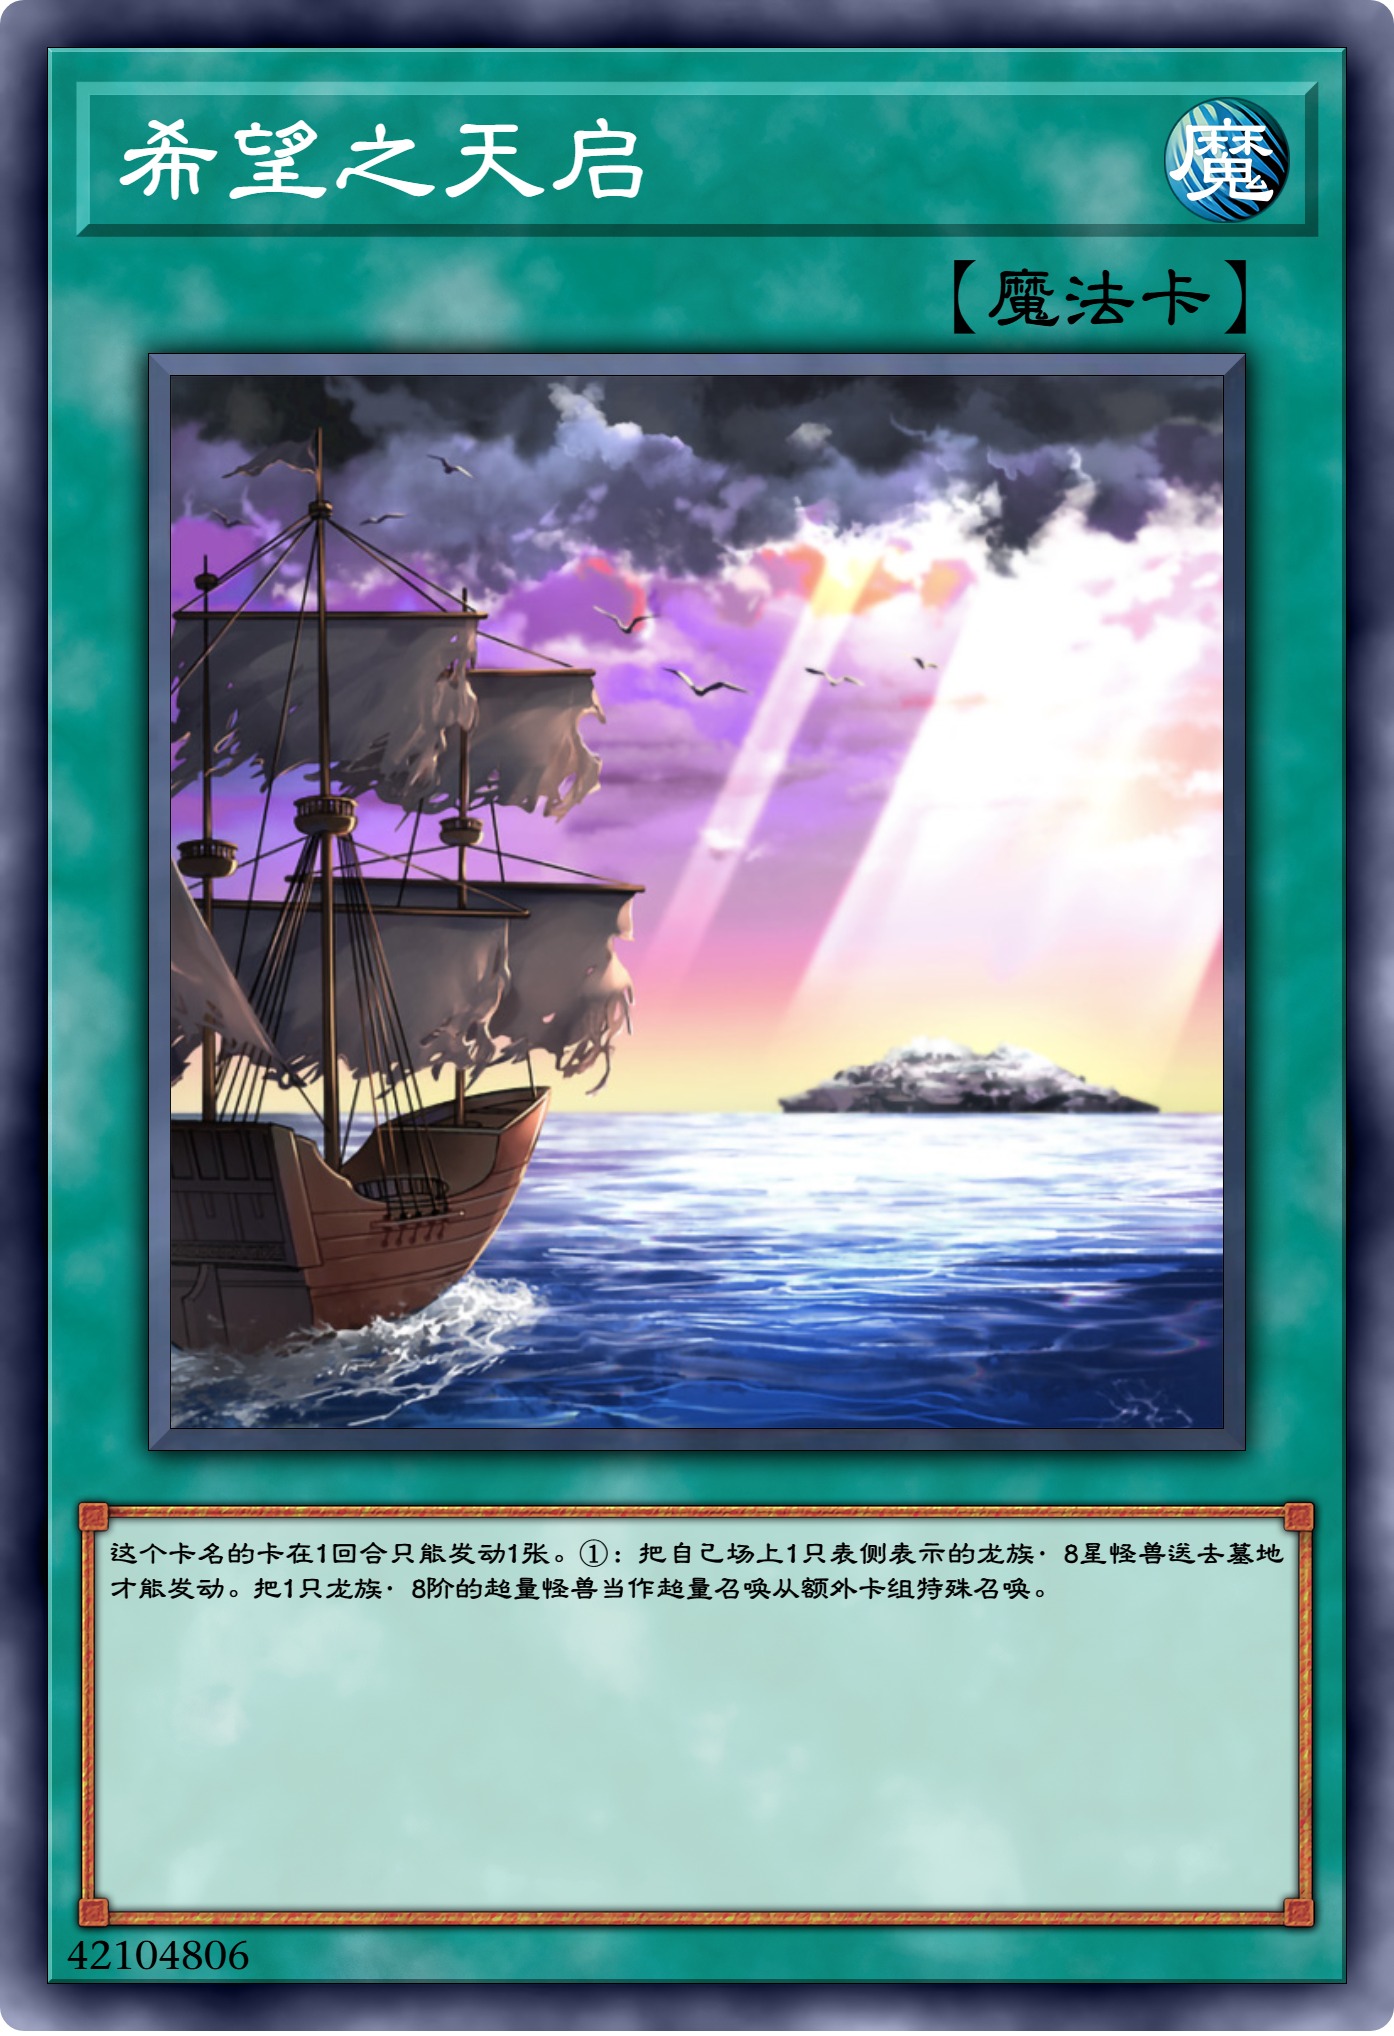 希望之天启
魔
【魔法卡】
这个卡名的卡在1回合只能发动1张。①：把自己场上1只表侧表示的龙族·8星怪兽送去墓地
才能发动。把1只龙族·8阶的超量怪兽当作超量召唤从额外卡组特殊召唤。
42104806